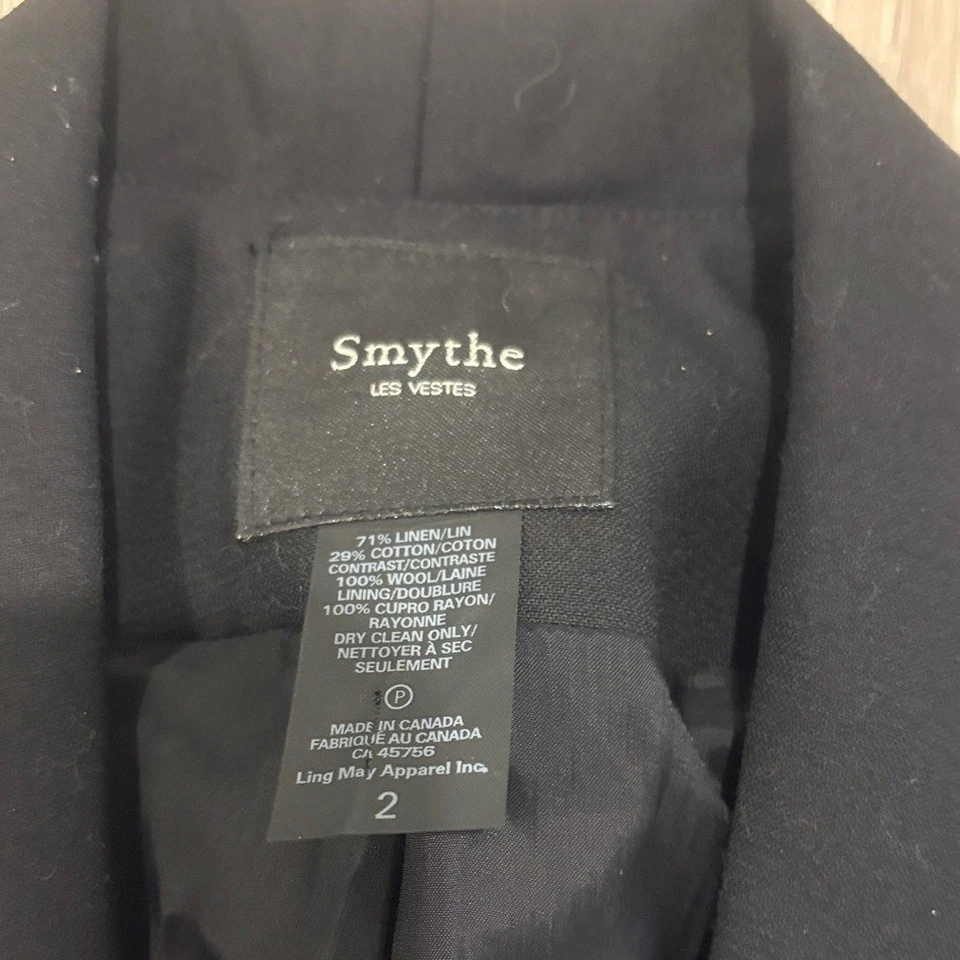 Smythe
LES VESTES
71% LINEN/LIN
29% COTTON/COTON
CONTRAST/CONTRASTE
100% WOOL/LAINE
LINING/DOUBLURE
100% CUPRO RAYON/
RAYONNE
DRY CLEAN ONLY/
NETTOYER À SEC
SEULEMENT
P
MADE IN CANADA
FABRIQUÉ AU CANADA
CA 45756
Ling May Apparel Inc.
2